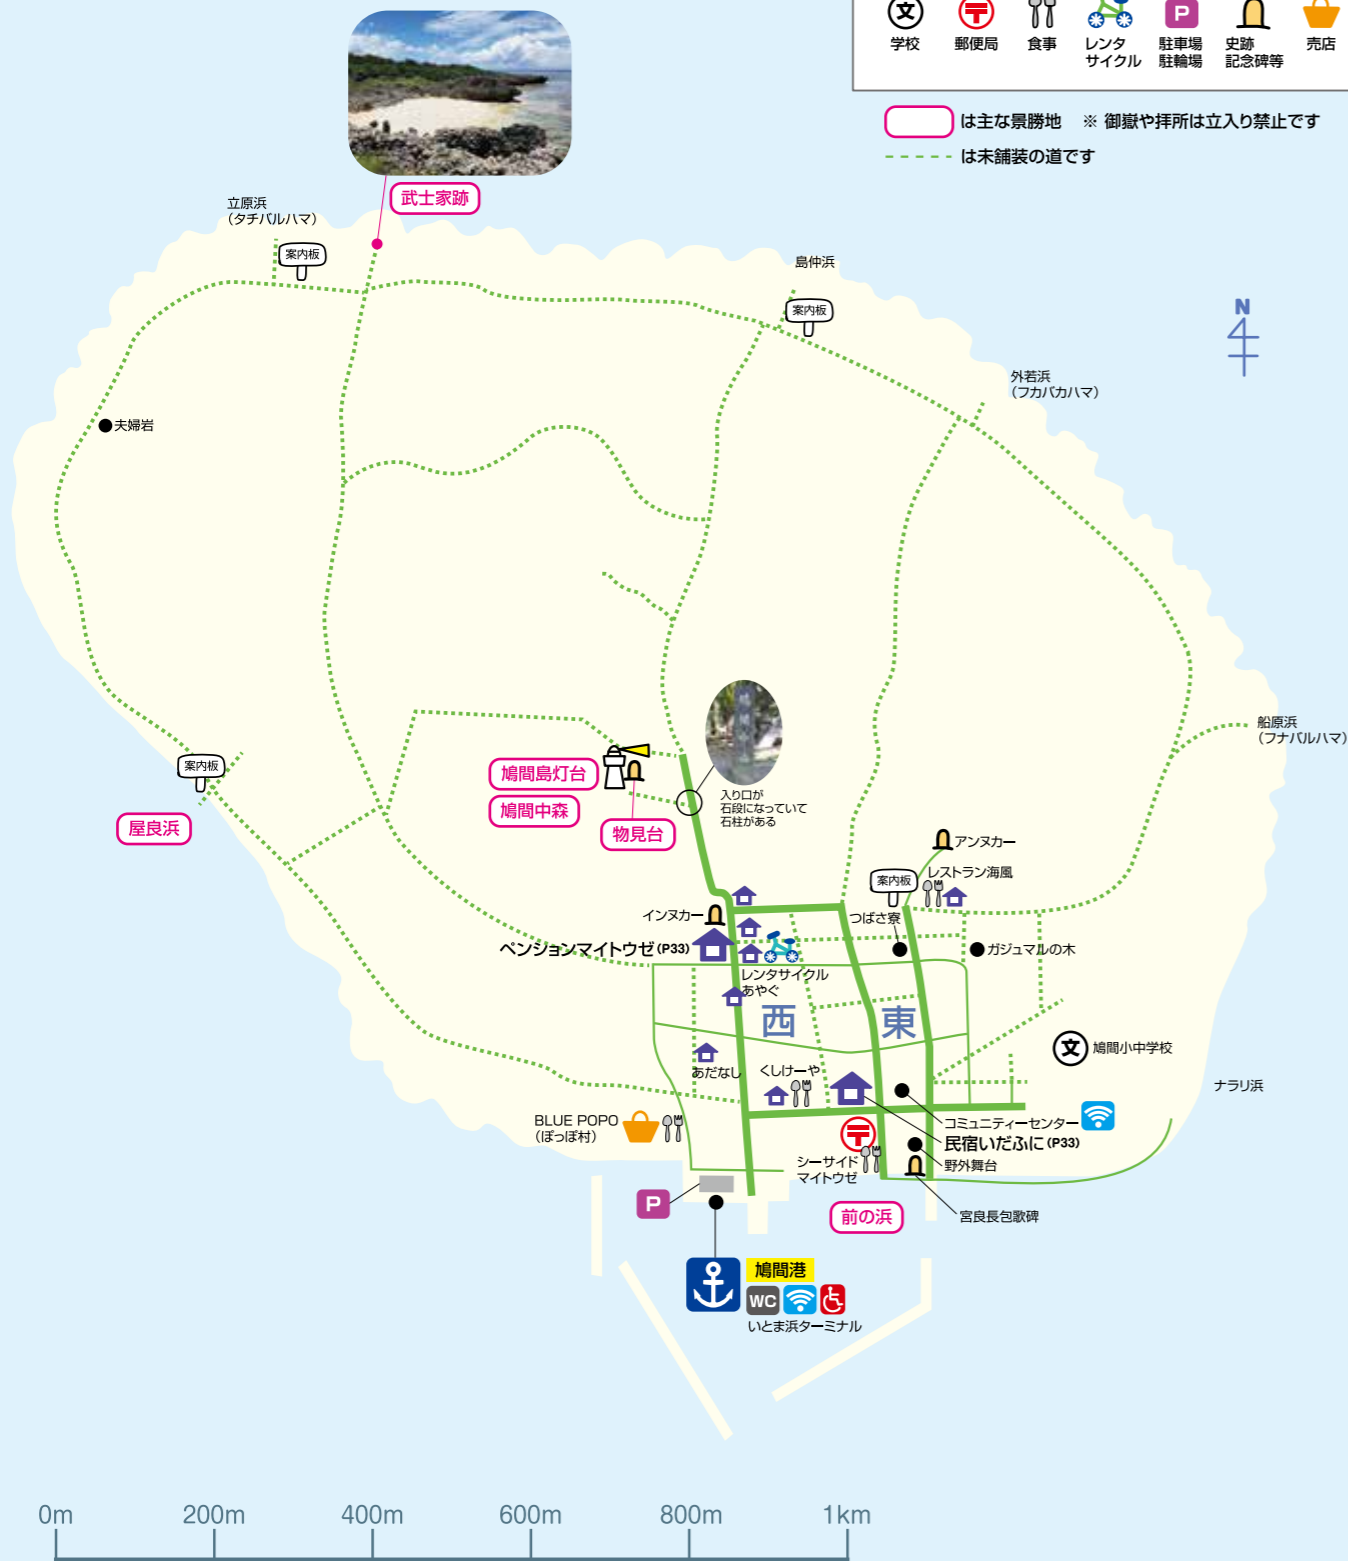 文
学校
郵便局
食事
レンタ
サイクル
P
駐車場
駐輪場
史跡
記念碑等
売店
は主な景勝地 ※ 御嶽や拝所は立入り禁止です
は未舗装の道です
武士家跡
立原浜
（タチバルハマ）
案内板
島仲浜
案内板
N
外若浜
（フカバカハマ）
夫婦岩
船原浜
（フナバルハマ）
案内板
屋良浜
鳩間島灯台
鳩間中森
物見台
入り口が
石段になっていて
石柱がある
アンヌカー
案内板
レストラン海風
インヌカー
つばさ寮
ペンションマイトウゼ(P33)
ガジュマルの木
レンタサイクル
あやぐ
西
東
文
鳩間小中学校
あだなし
くしけーや
ナラリ浜
BLUE POPO
（ぽっぽ村）
コミュニティーセンター
民宿いだふに(P33)
シーサイド
マイトウゼ
野外舞台
P
前の浜
宮良長包歌碑
鳩間港
WC
いとま浜ターミナル
0m 200m 400m 600m 800m 1km